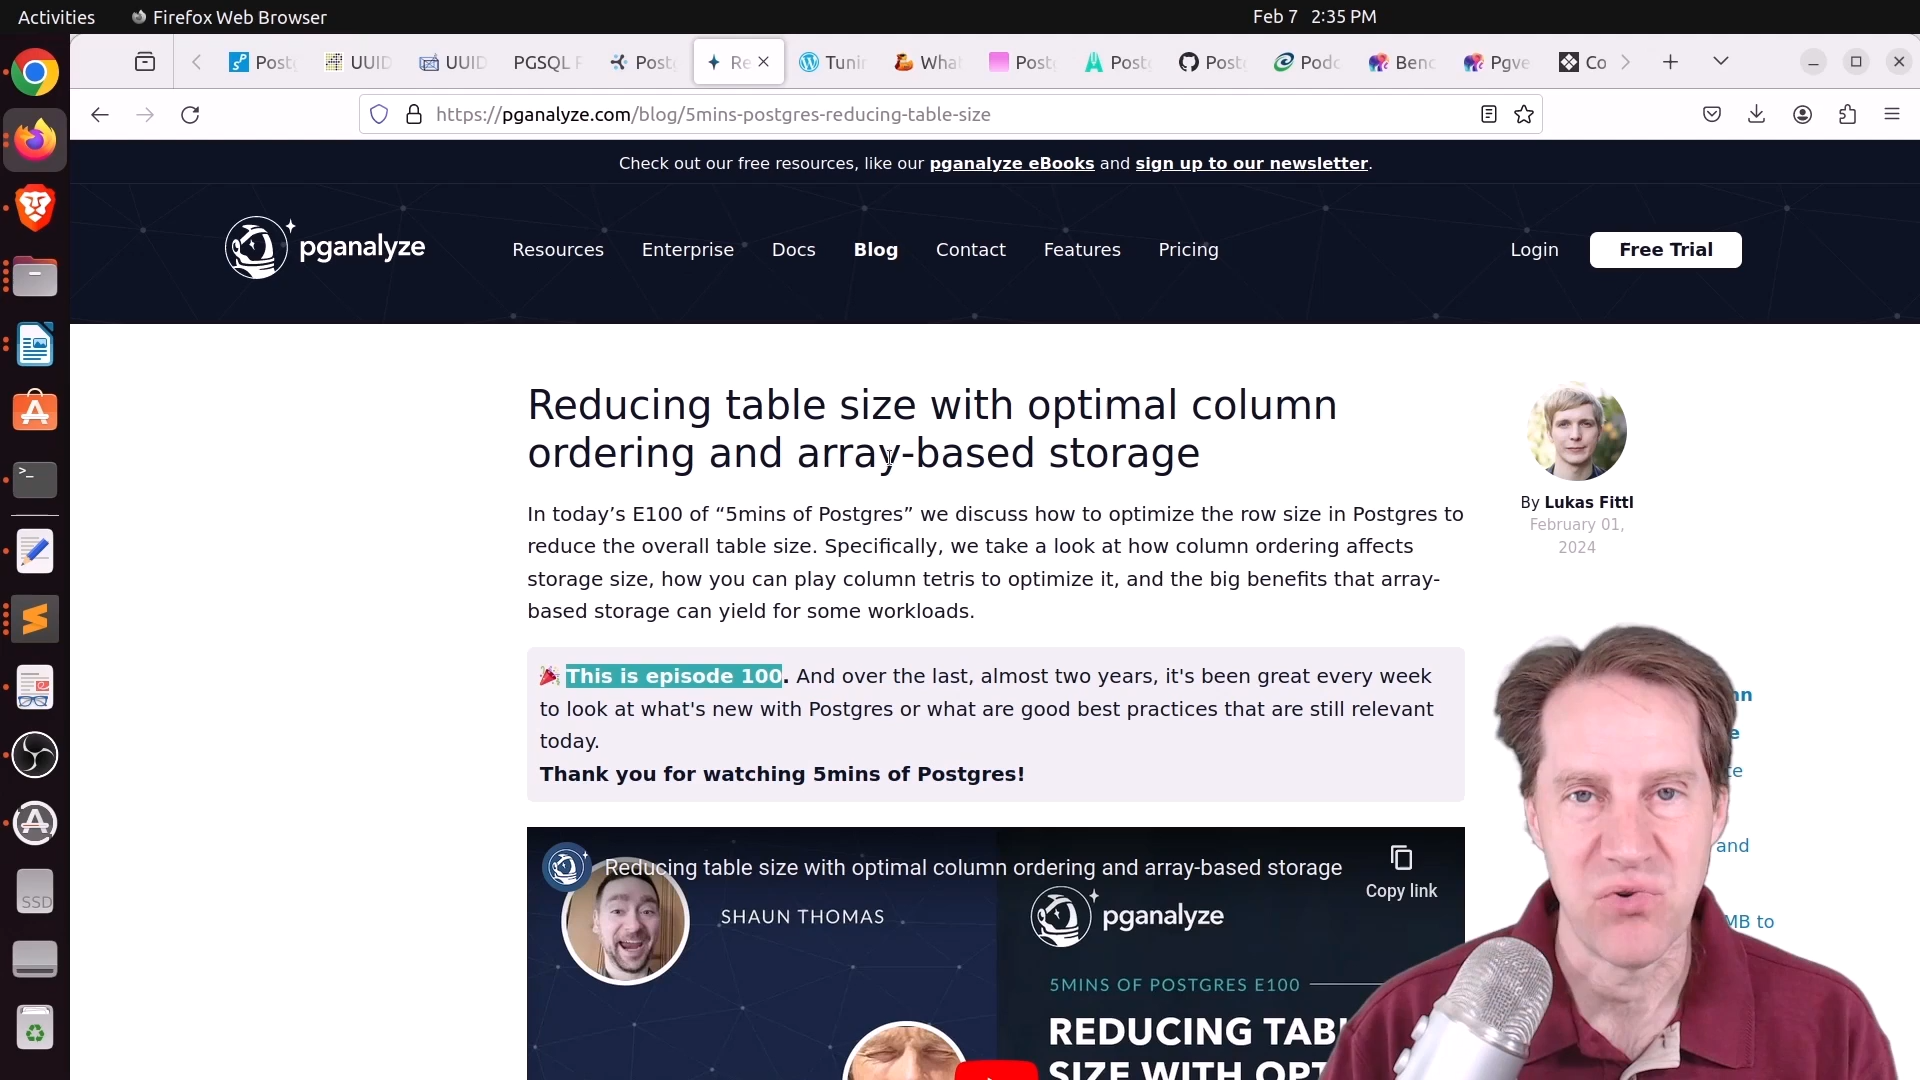 Activities
Firefox Web Browser
Feb 7 2:35 PM
Post
UUID
UUID
PGSQL F
Post
Re
Tunin
What
Post
Post
Post
Podc
Benc
Pgve
Co
https://pganalyze.com/blog/5mins-postgres-reducing-table-size
Check out our free resources, like our pganalyze eBooks and sign up to our newsletter.
pganalyze
Resources
Enterprise
Docs
Blog
Contact
Features
Pricing
Login
Free Trial
Reducing table size with optimal column
ordering and array-based storage
In today's E100 of “5mins of Postgres” we discuss how to optimize the row size in Postgres to
reduce the overall table size. Specifically, we take a look at how column ordering affects
storage size, how you can play column tetris to optimize it, and the big benefits that array-
based storage can yield for some workloads.
By Lukas Fittl
February 01,
2024
🎉 This is episode 100. And over the last, almost two years, it's been great every week
to look at what's new with Postgres or what are good best practices that are still relevant
today.
Thank you for watching 5mins of Postgres!
and
MB to
Reducing table size with optimal column ordering and array-based storage
Copy link
SHAUN THOMAS
pganalyze
5MINS OF POSTGRES E100
REDUCING TABL
SIZE WITH OPT
SSD